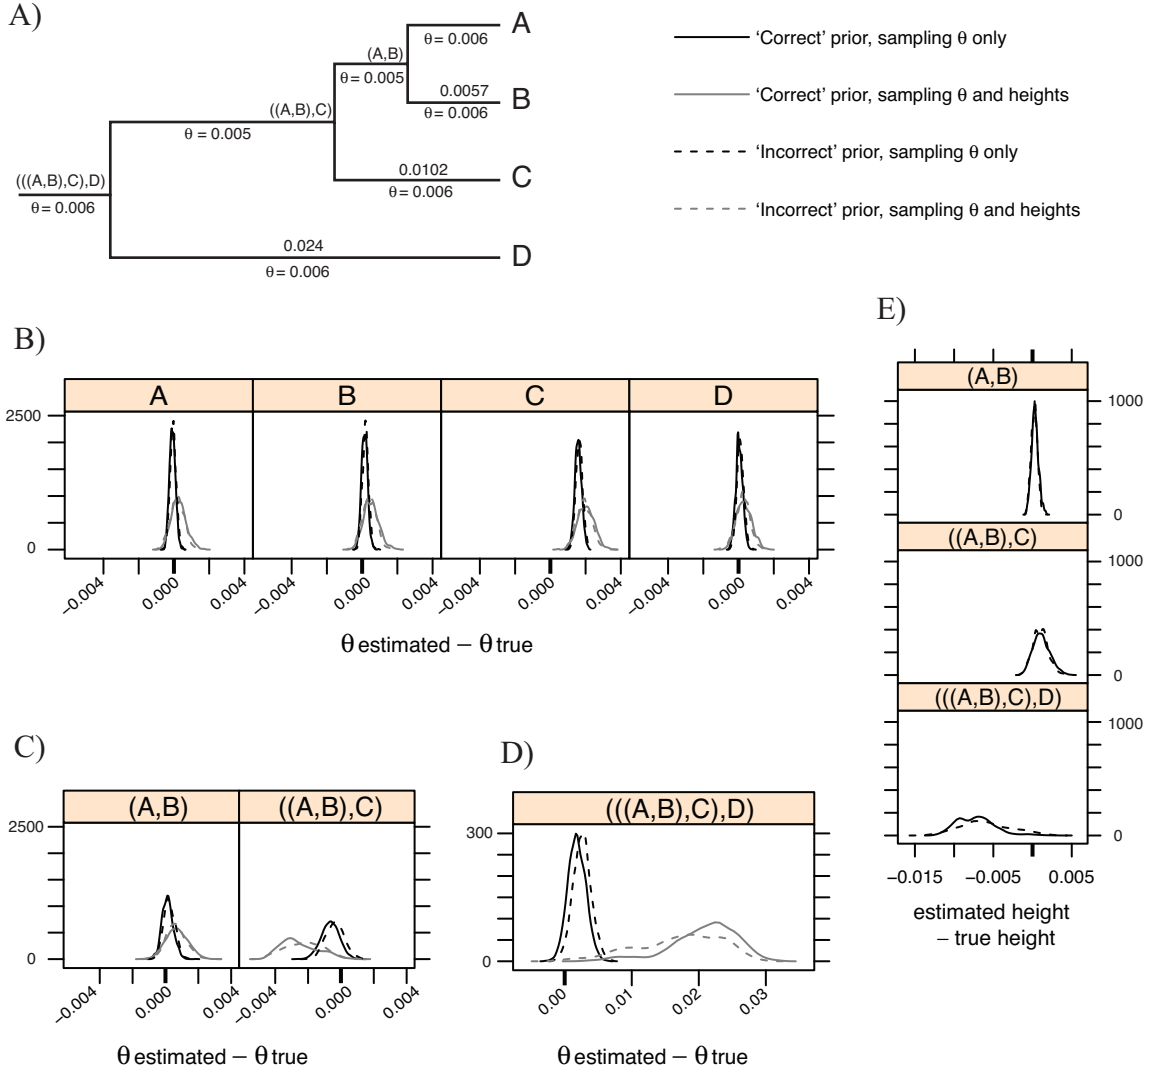 A)
A
θ = 0.006
(A,B)
θ = 0.005
0.0057
B
θ = 0.006
((A,B),C)
θ = 0.005
0.0102
C
θ = 0.006
(((A,B),C),D)
θ = 0.006
0.024
D
θ = 0.006
‘Correct’ prior, sampling θ only
‘Correct’ prior, sampling θ and heights
‘Incorrect’ prior, sampling θ only
‘Incorrect’ prior, sampling θ and heights
B)
A B C D
2500
0
−0.004 0.000 0.004 −0.004 0.000 0.004 −0.004 0.000 0.004 0.000 0.004
θ estimated − θ true
C)
(A,B) ((A,B),C)
2500
0
−0.004 0.000 0.004 −0.004 0.000 0.004
θ estimated − θ true
D)
(((A,B),C),D)
300
0
0.00 0.01 0.02 0.03
θ estimated − θ true
E)
(A,B)
1000
0
((A,B),C)
1000
0
(((A,B),C),D)
1000
0
−0.015 −0.005 0.005
estimated height
− true height